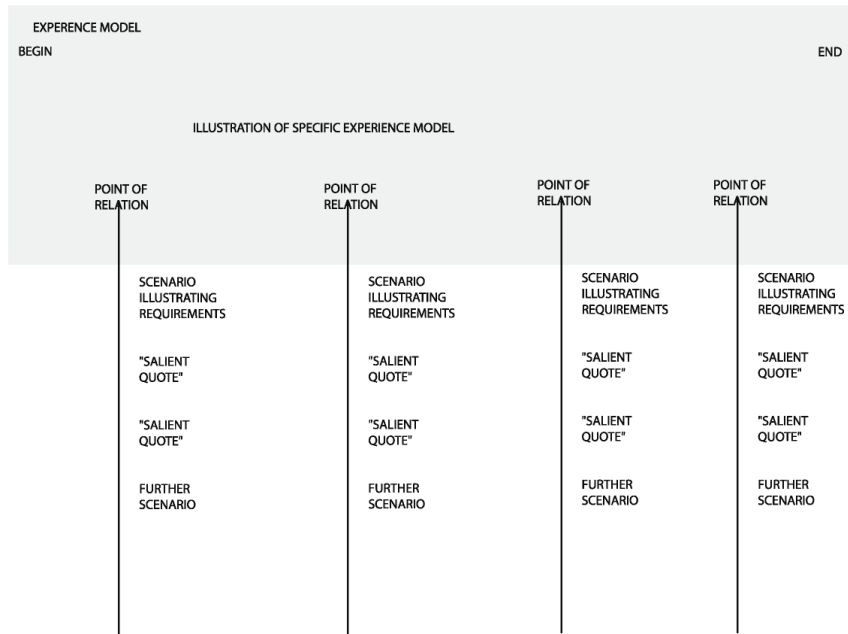 EXPERENCE MODEL
BEGIN
END
ILLUSTRATION OF SPECIFIC EXPERIENCE MODEL
POINT OF
RELATION
POINT OF
RELATION
POINT OF
RELATION
POINT OF
RELATION
SCENARIO
ILLUSTRATING
REQUIREMENTS
"SALIENT
QUOTE"
"SALIENT
QUOTE"
FURTHER
SCENARIO
SCENARIO
ILLUSTRATING
REQUIREMENTS
"SALIENT
QUOTE"
"SALIENT
QUOTE"
FURTHER
SCENARIO
SCENARIO
ILLUSTRATING
REQUIREMENTS
"SALIENT
QUOTE"
"SALIENT
QUOTE"
FURTHER
SCENARIO
SCENARIO
ILLUSTRATING
REQUIREMENTS
"SALIENT
QUOTE"
"SALIENT
QUOTE"
FURTHER
SCENARIO